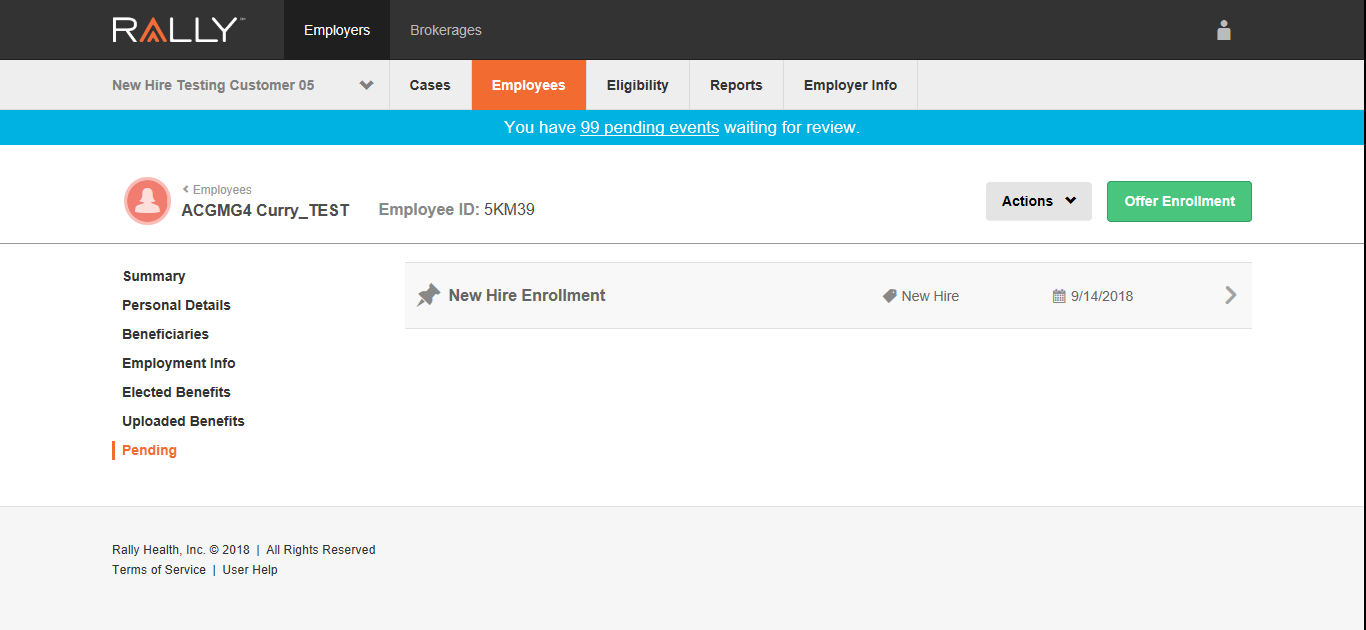 RALLY™ Employers Brokerages
New Hire Testing Customer 05 Cases Employees Eligibility Reports Employer Info
You have 99 pending events waiting for review.
Employees
ACGMG4 Curry_TEST Employee ID: 5KM39 Actions Offer Enrollment
Summary
New Hire Enrollment New Hire 9/14/2018
Personal Details
Beneficiaries
Employment Info
Elected Benefits
Uploaded Benefits
Pending
Rally Health, Inc. © 2018 | All Rights Reserved
Terms of Service | User Help